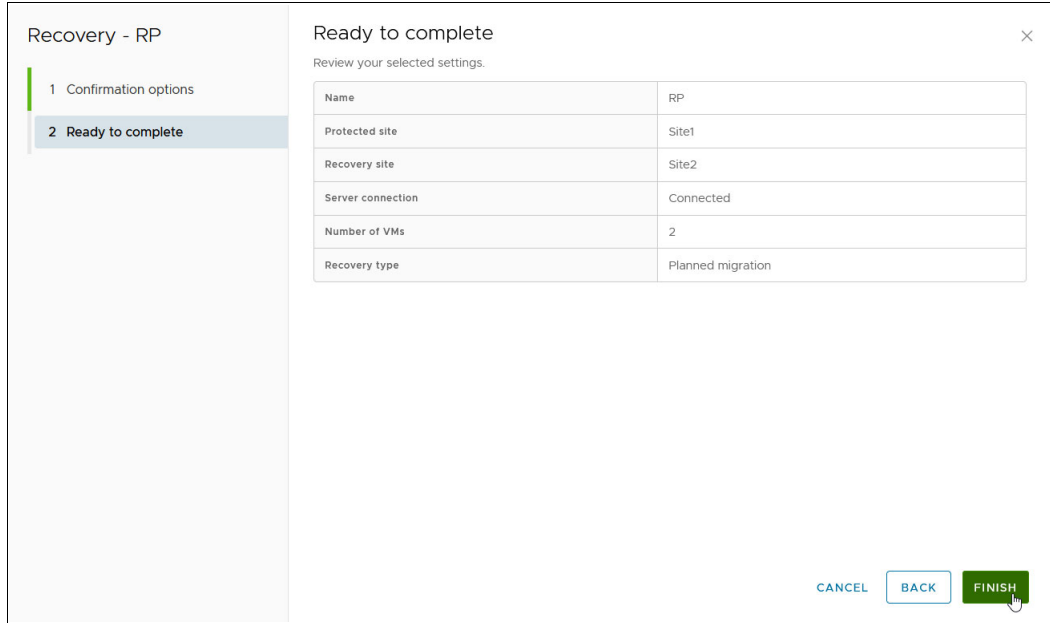 Recovery - RP
1 Confirmation options
2 Ready to complete
Ready to complete
Review your selected settings.
Name RP
Protected site Site1
Recovery site Site2
Server connection Connected
Number of VMs 2
Recovery type Planned migration
CANCEL BACK FINISH